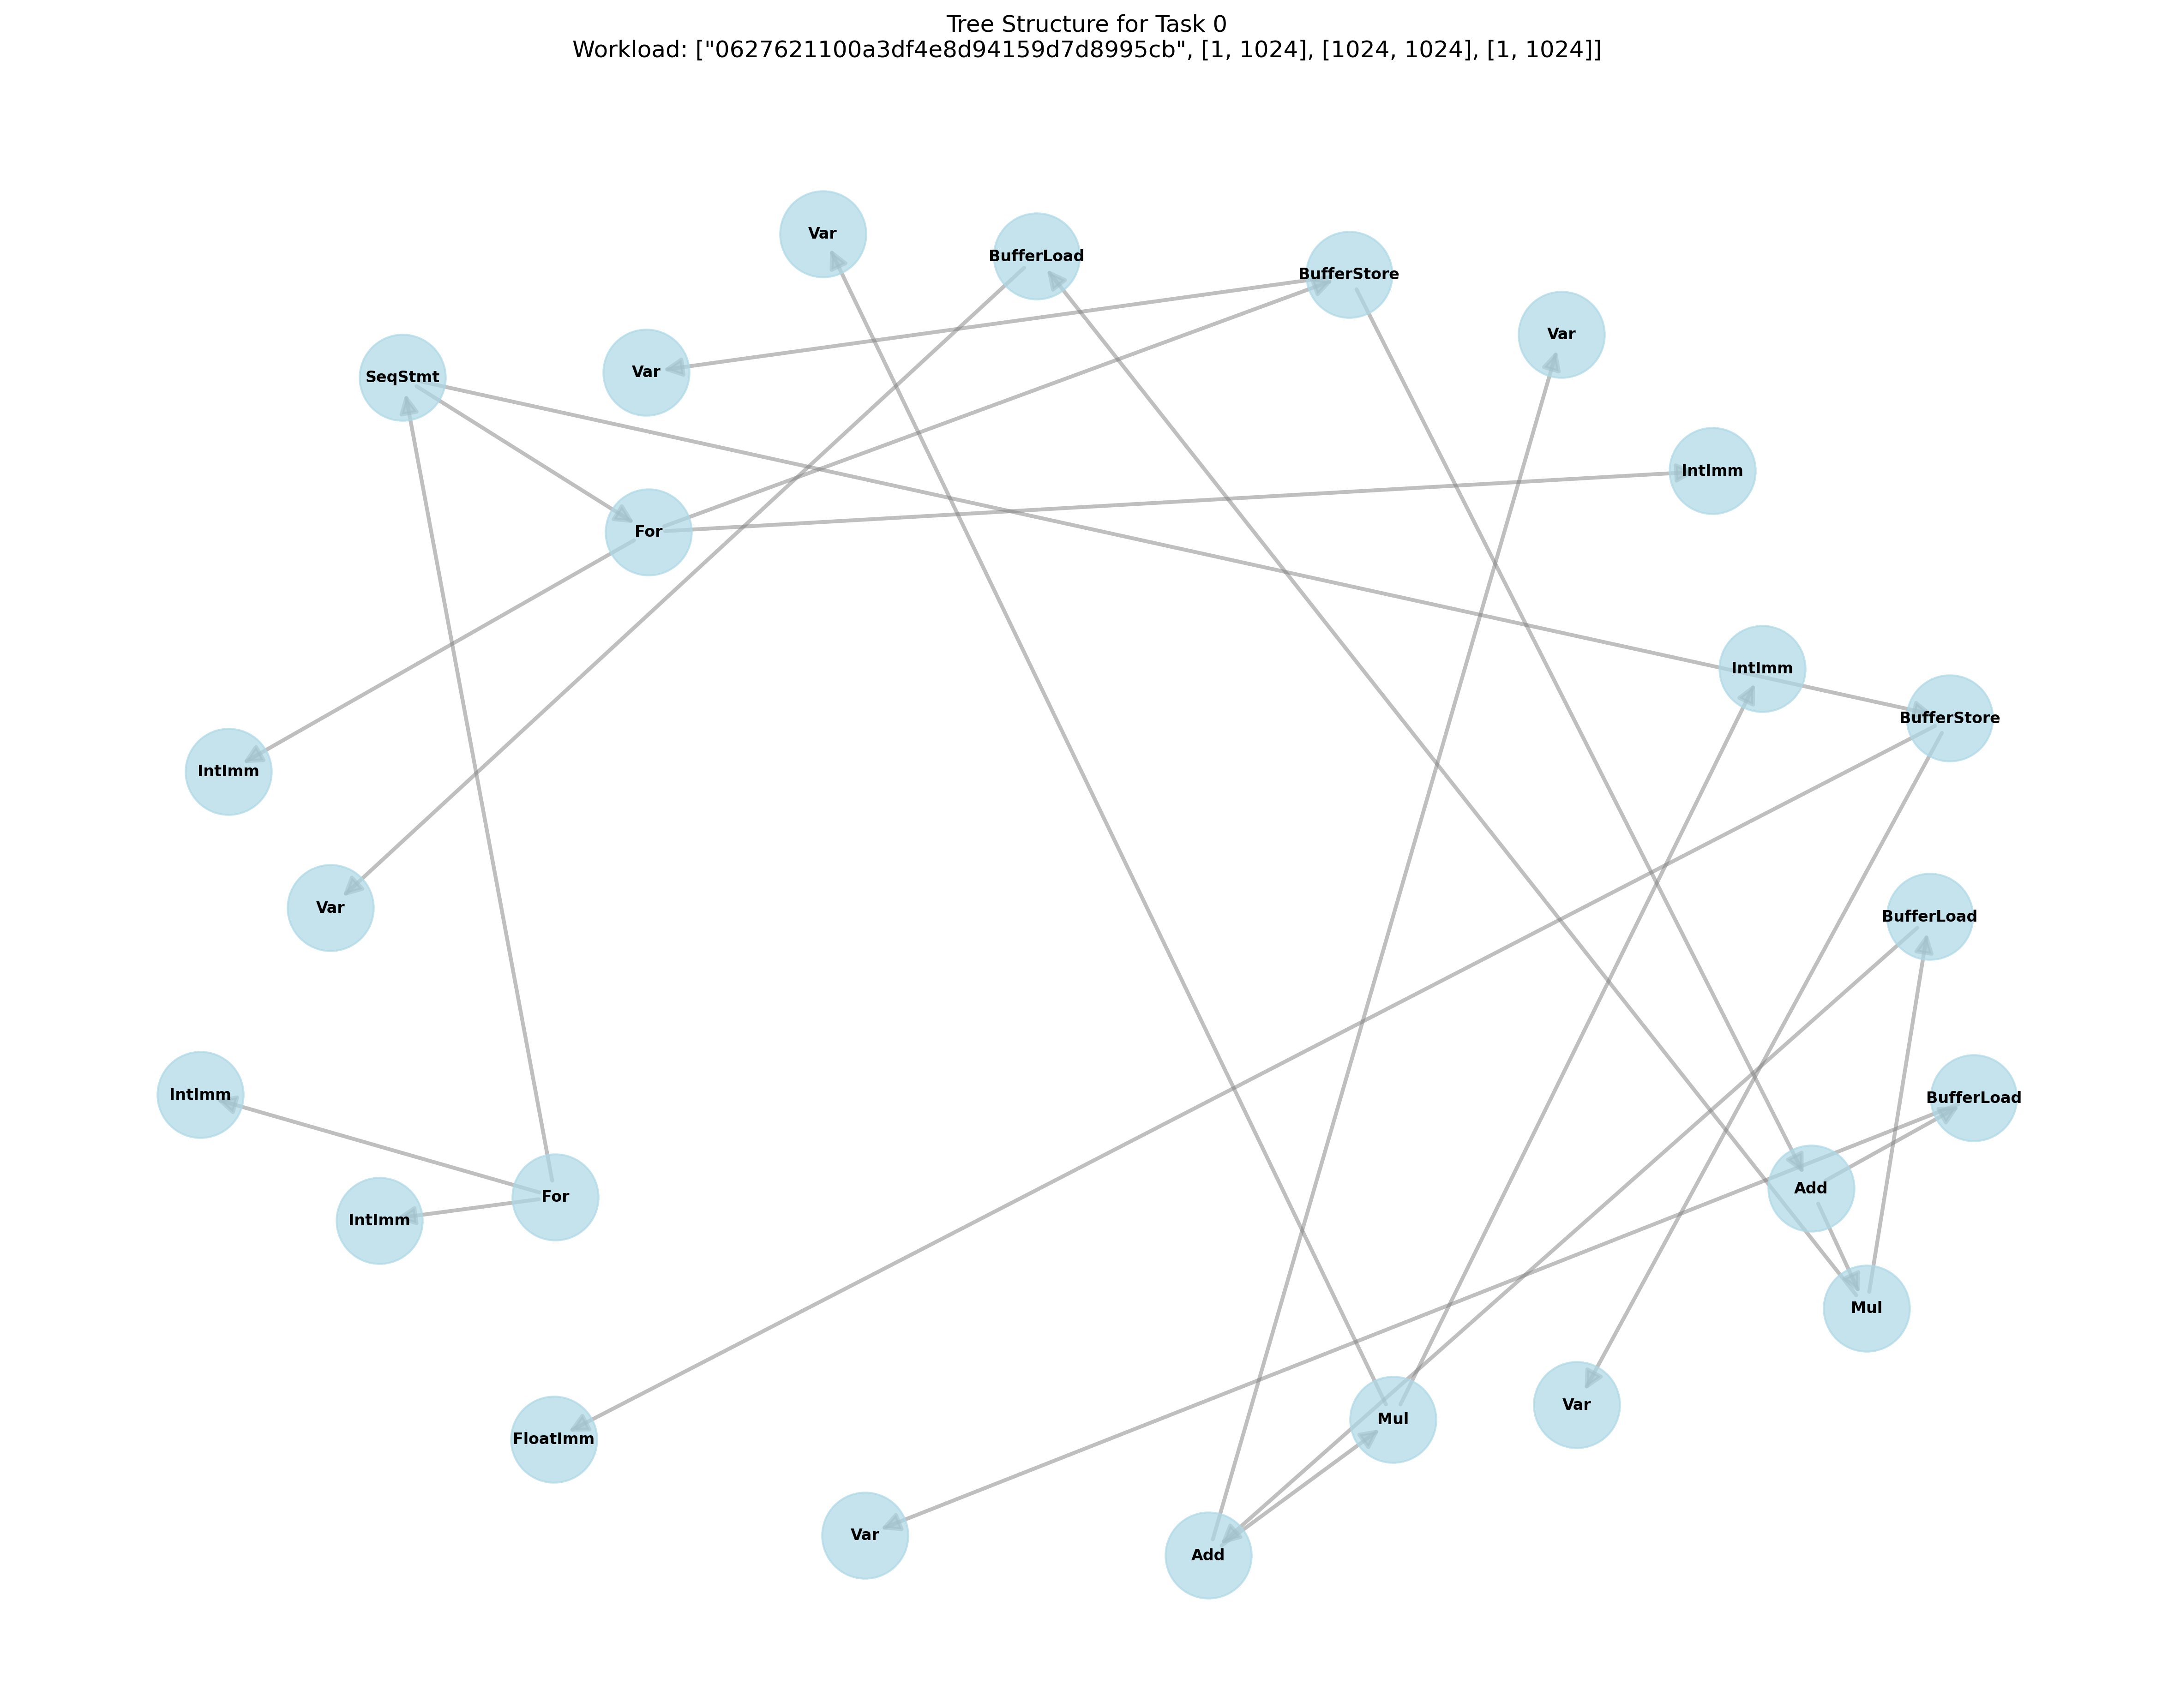 Tree Structure for Task 0
Workload: ["0627621100a3df4e8d94159d7d8995cb", [1, 1024], [1024, 1024], [1, 1024]]
Var
BufferLoad
BufferStore
Var
Var
SeqStmt
IntImm
For
IntImm
BufferStore
IntImm
Var
BufferLoad
IntImm
BufferLoad
Add
For
IntImm
Mul
Var
Mul
FloatImm
Var
Add